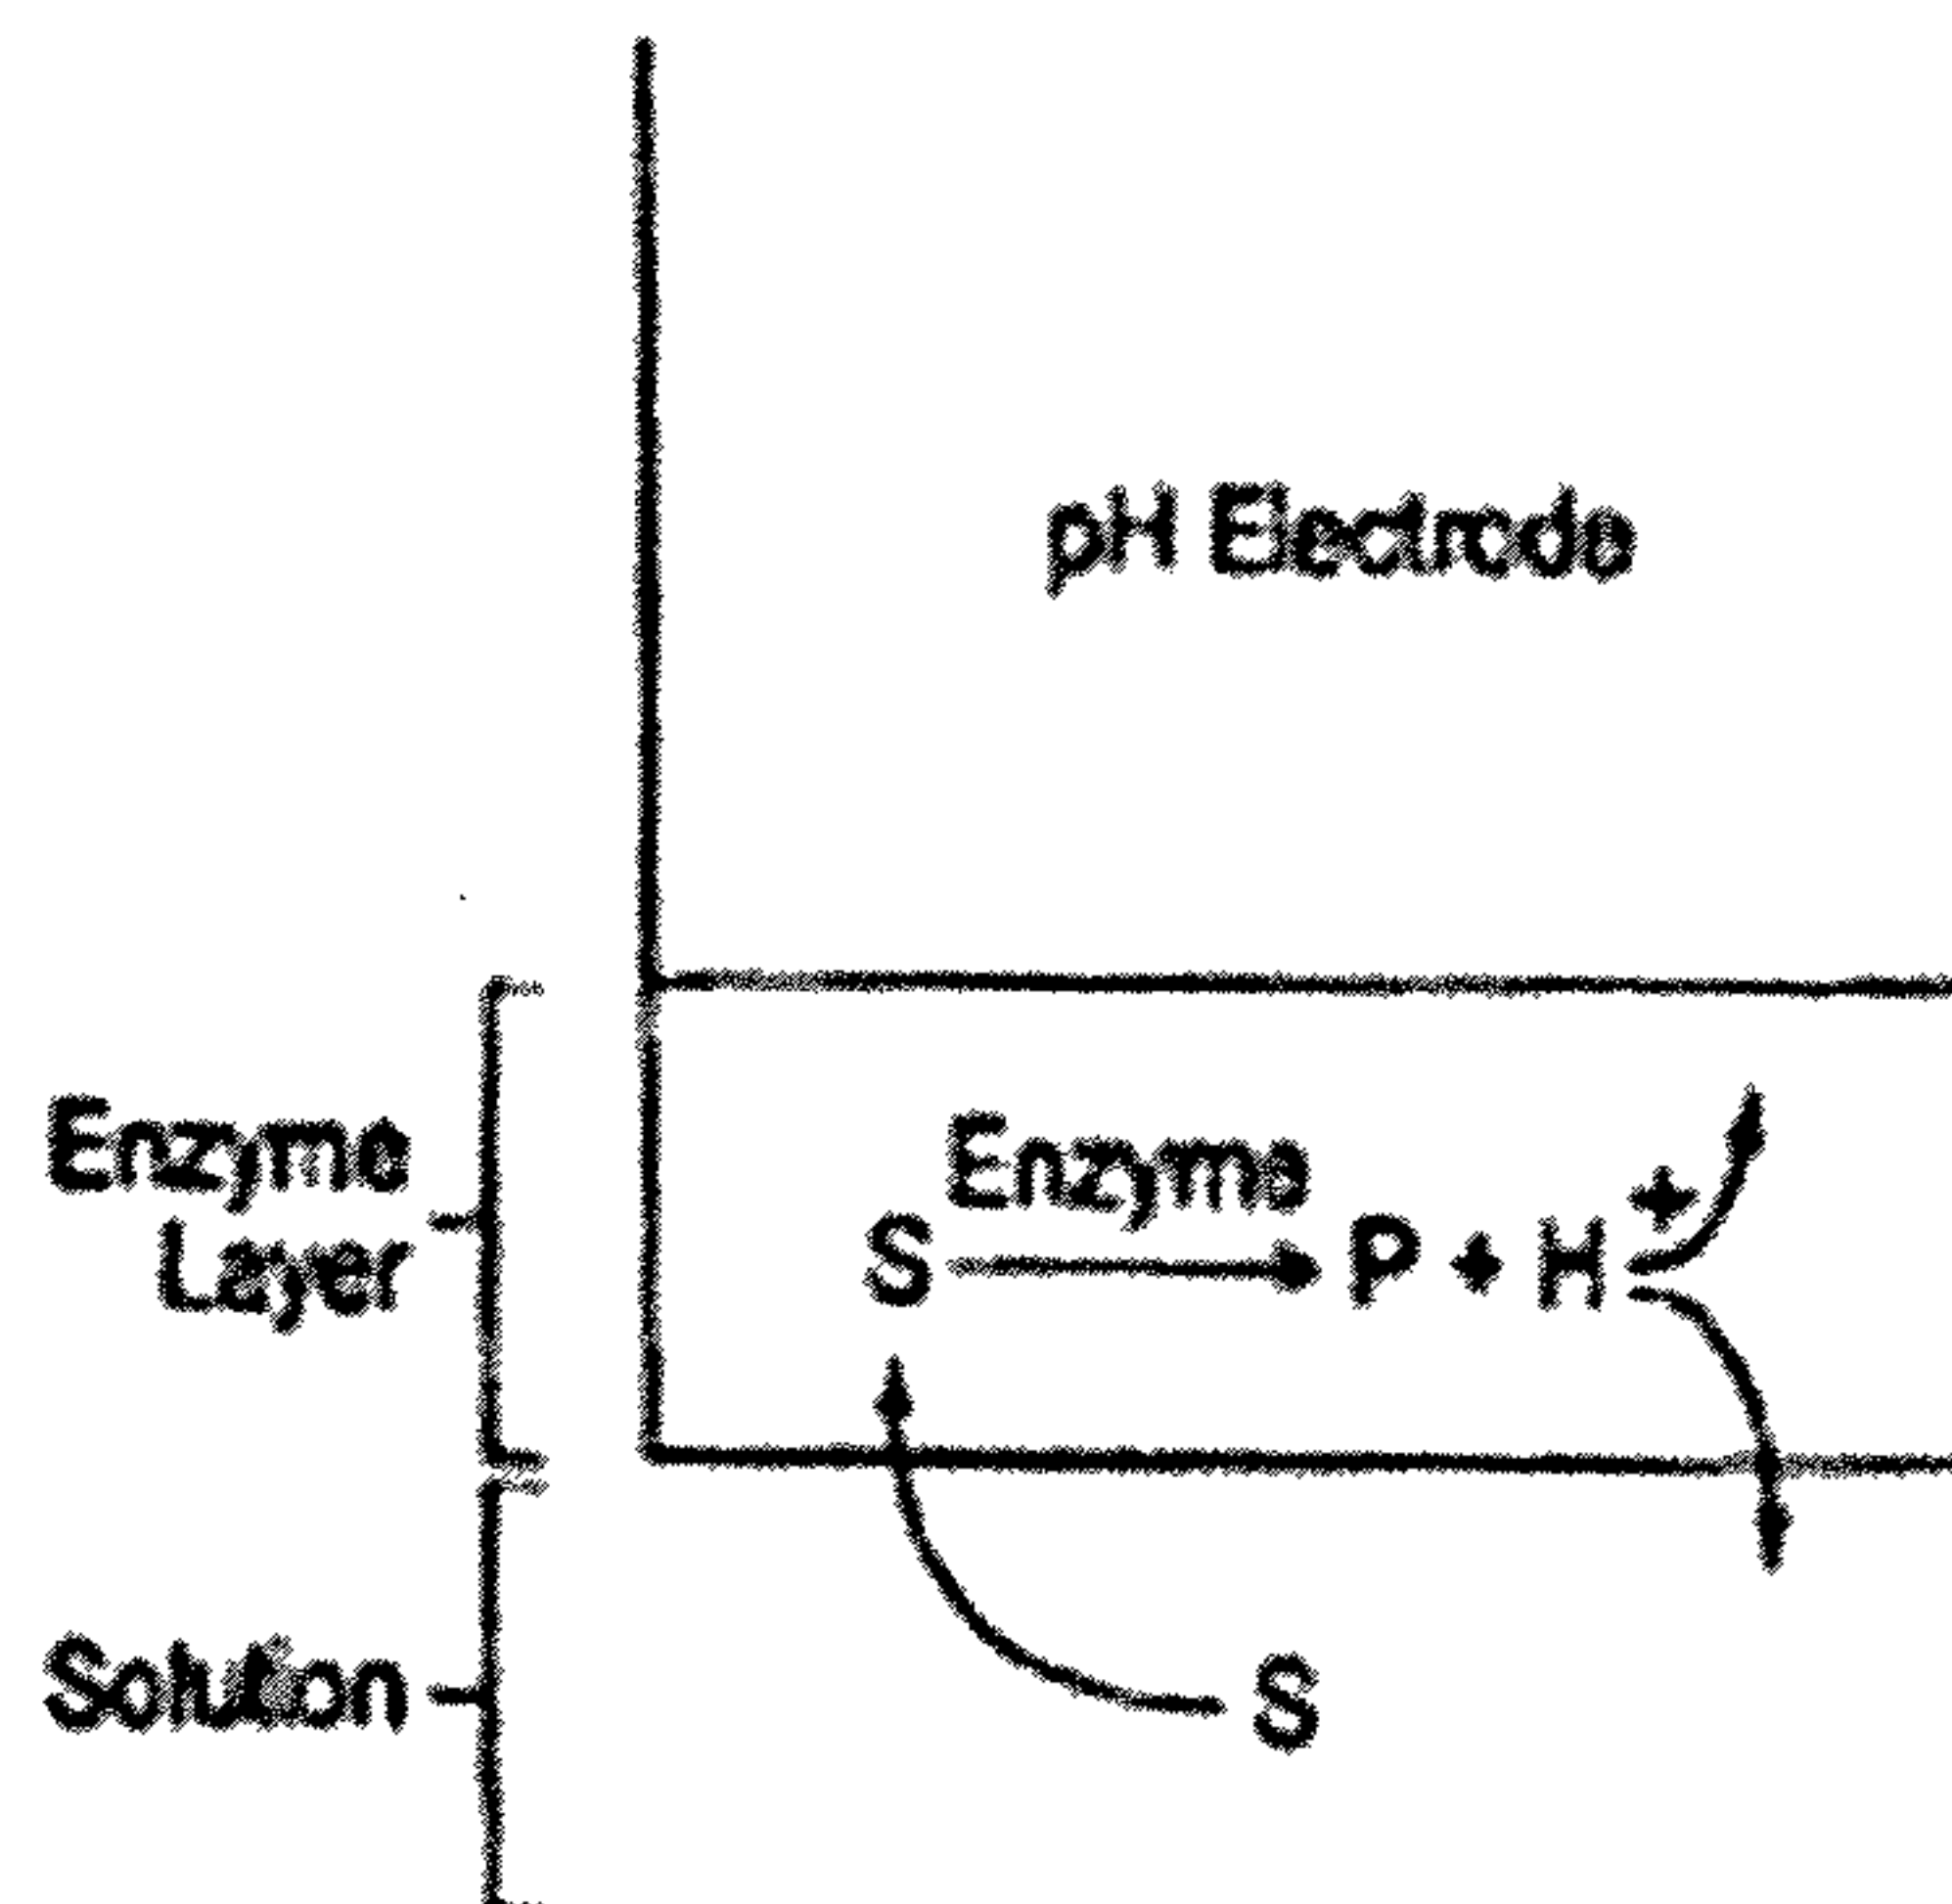 pH Electrode
Enzyme
Layer
Enzyme
S → P + H+
Solution
S